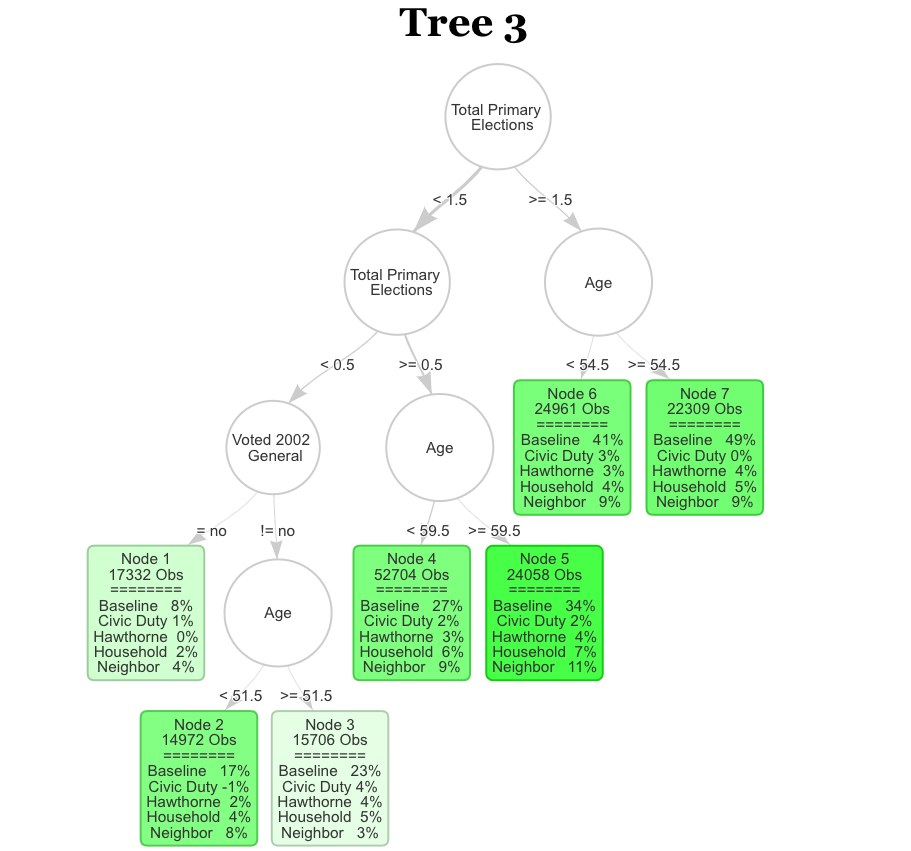 Tree 3
Total Primary
Elections
< 1.5
>= 1.5
Total Primary
Elections
Age
< 0.5
>= 0.5
< 54.5
>= 54.5
Voted 2002
General
Age
Node 6
24961 Obs
========
Baseline 41%
Civic Duty 3%
Hawthorne 3%
Household 4%
Neighbor 9%
Node 7
22309 Obs
========
Baseline 49%
Civic Duty 0%
Hawthorne 4%
Household 5%
Neighbor 9%
= no
!= no
< 59.5
>= 59.5
Node 1
17332 Obs
========
Baseline 8%
Civic Duty 1%
Hawthorne 0%
Household 2%
Neighbor 4%
Age
Node 4
52704 Obs
========
Baseline 27%
Civic Duty 2%
Hawthorne 3%
Household 6%
Neighbor 9%
Node 5
24058 Obs
========
Baseline 34%
Civic Duty 2%
Hawthorne 4%
Household 7%
Neighbor 11%
< 51.5
>= 51.5
Node 2
14972 Obs
========
Baseline 17%
Civic Duty -1%
Hawthorne 2%
Household 4%
Neighbor 8%
Node 3
15706 Obs
========
Baseline 23%
Civic Duty 4%
Hawthorne 4%
Household 5%
Neighbor 3%